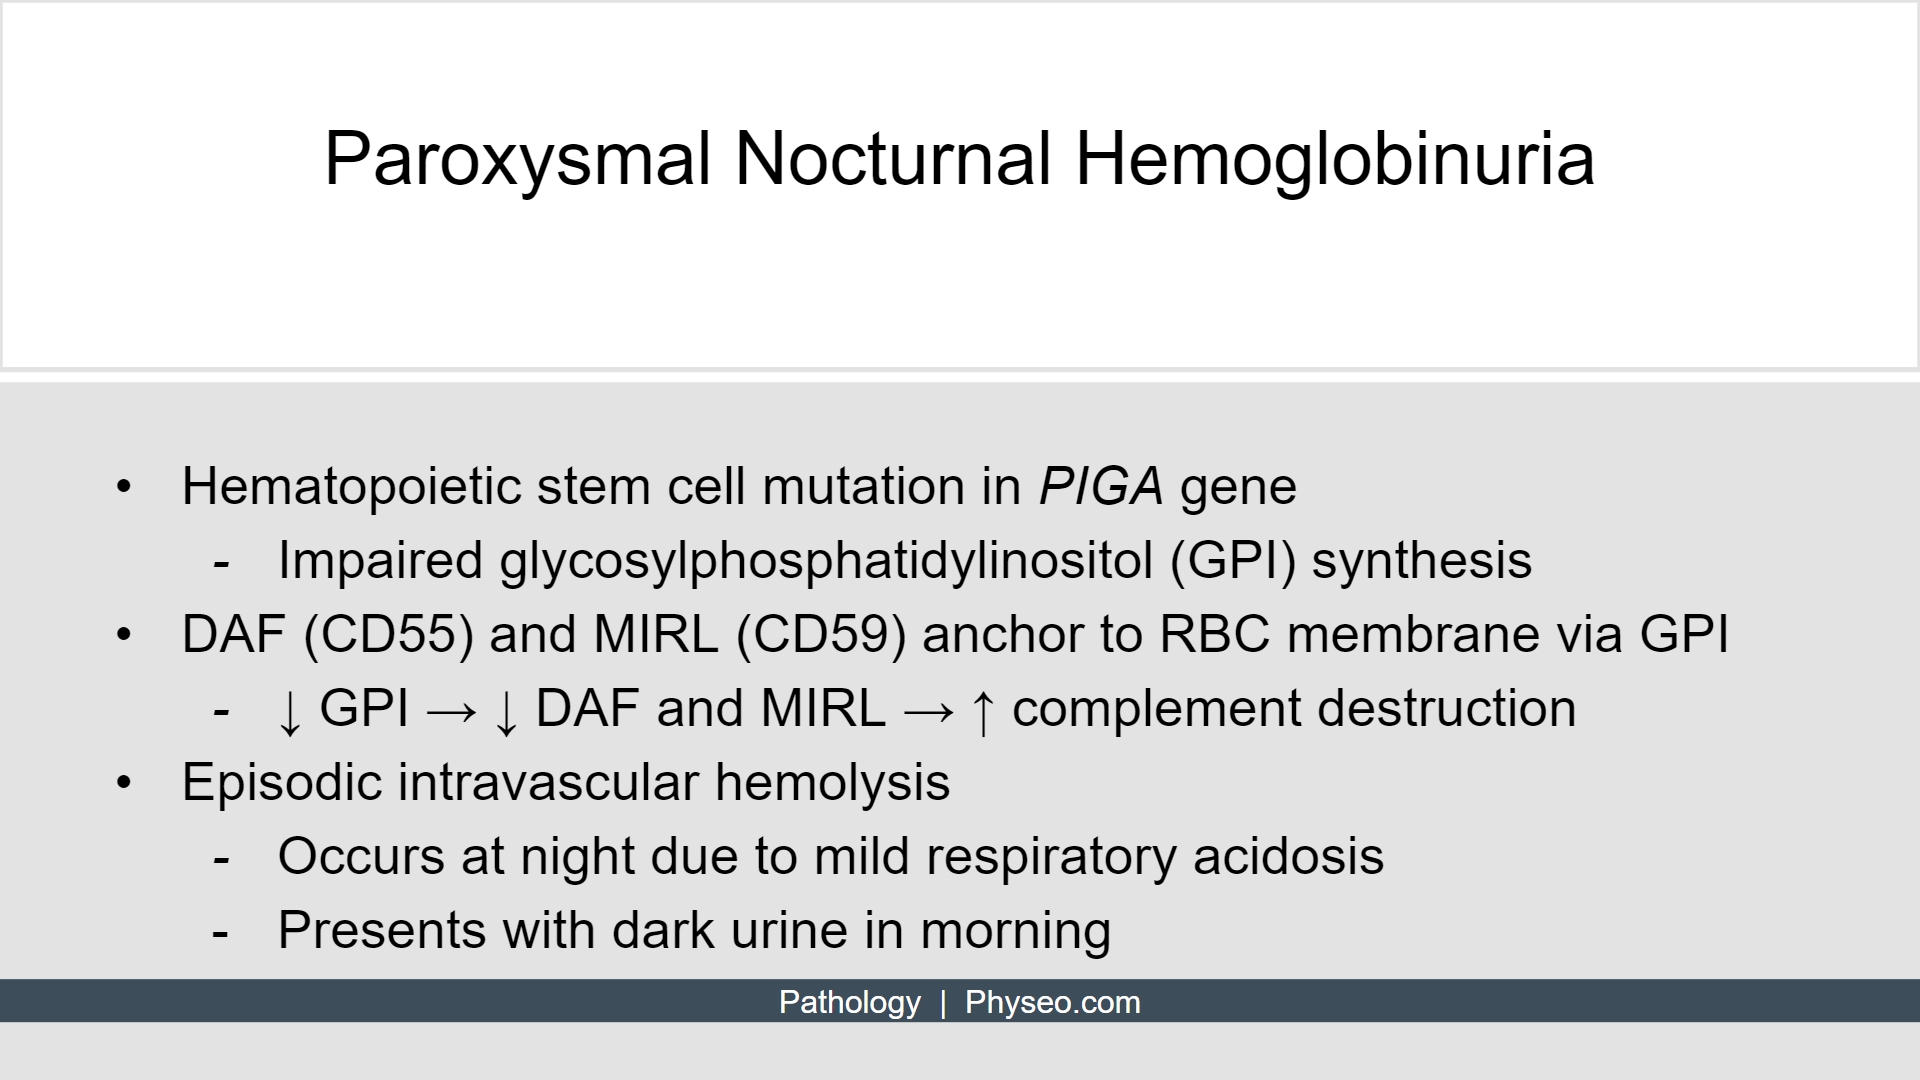 Paroxysmal Nocturnal Hemoglobinuria
• Hematopoietic stem cell mutation in PIGA gene
- Impaired glycosylphosphatidylinositol (GPI) synthesis
• DAF (CD55) and MIRL (CD59) anchor to RBC membrane via GPI
- ↓ GPI → ↓ DAF and MIRL → ↑ complement destruction
• Episodic intravascular hemolysis
- Occurs at night due to mild respiratory acidosis
- Presents with dark urine in morning
Pathology | Physeo.com